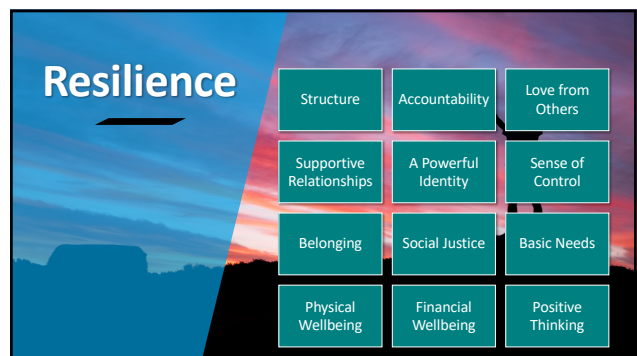 Resilience
Structure
Accountability
Love from
Others
Supportive
Relationships
A Powerful
Identity
Sense of
Control
Belonging
Social Justice
Basic Needs
Physical
Wellbeing
Financial
Wellbeing
Positive
Thinking